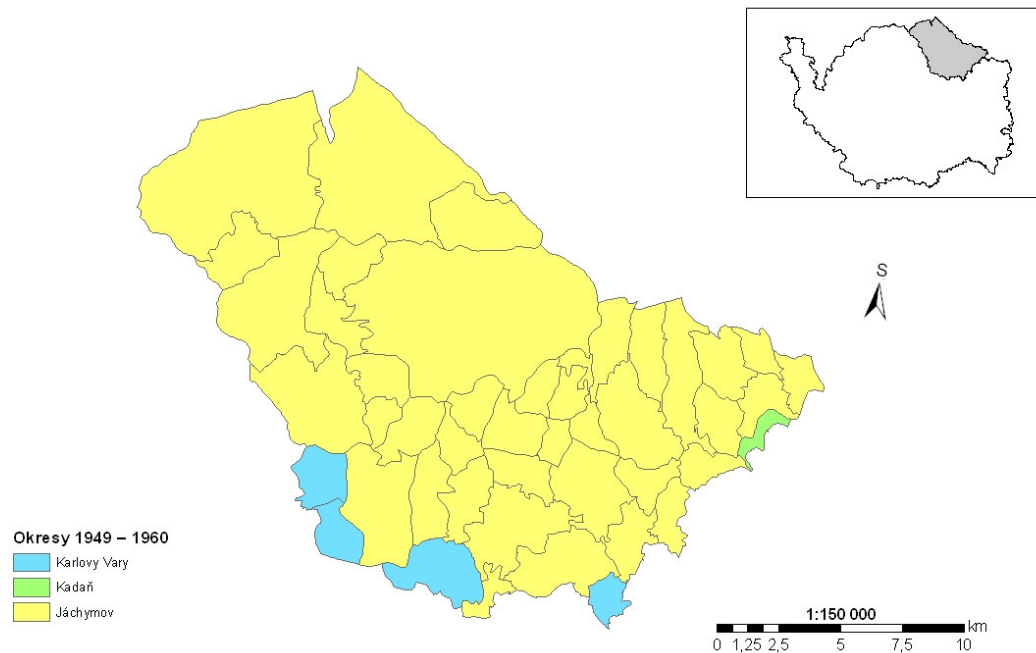 S
Okresy 1949 – 1960
Karlovy Vary
Kadaň
Jáchymov
1:150 000
km
0 1,25 2,5 5 7,5 10